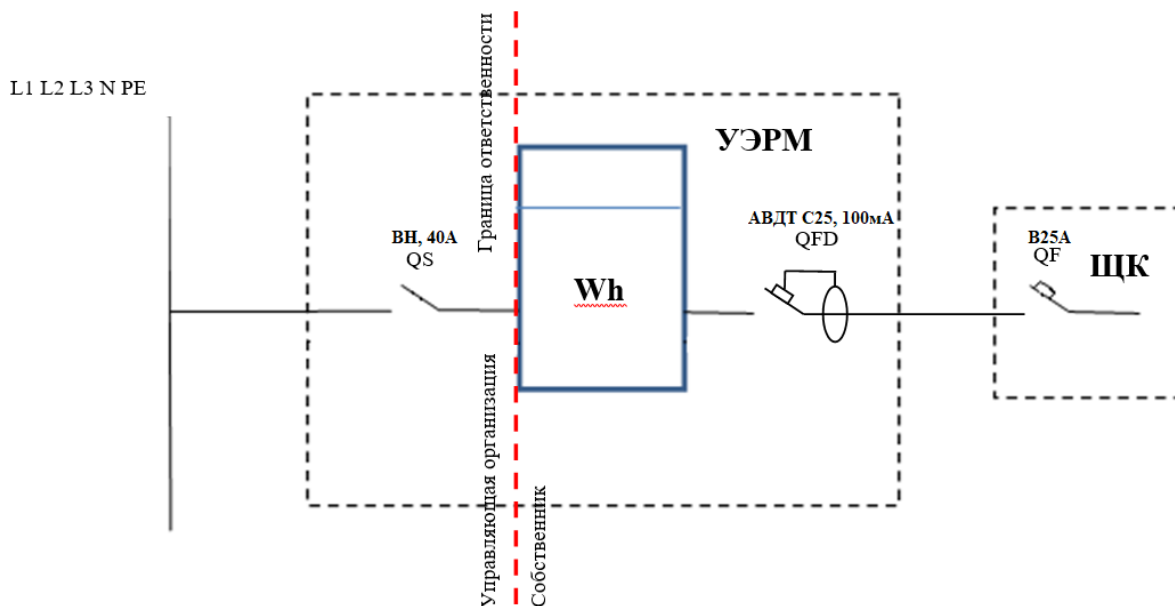 L1 L2 L3 N PE
Граница ответственности
УЭРМ
ВН, 40А
QS
Wh
АВДТ С25, 100мА
QFD
В25А
QF
ЩК
Управляющая организация
Собственник